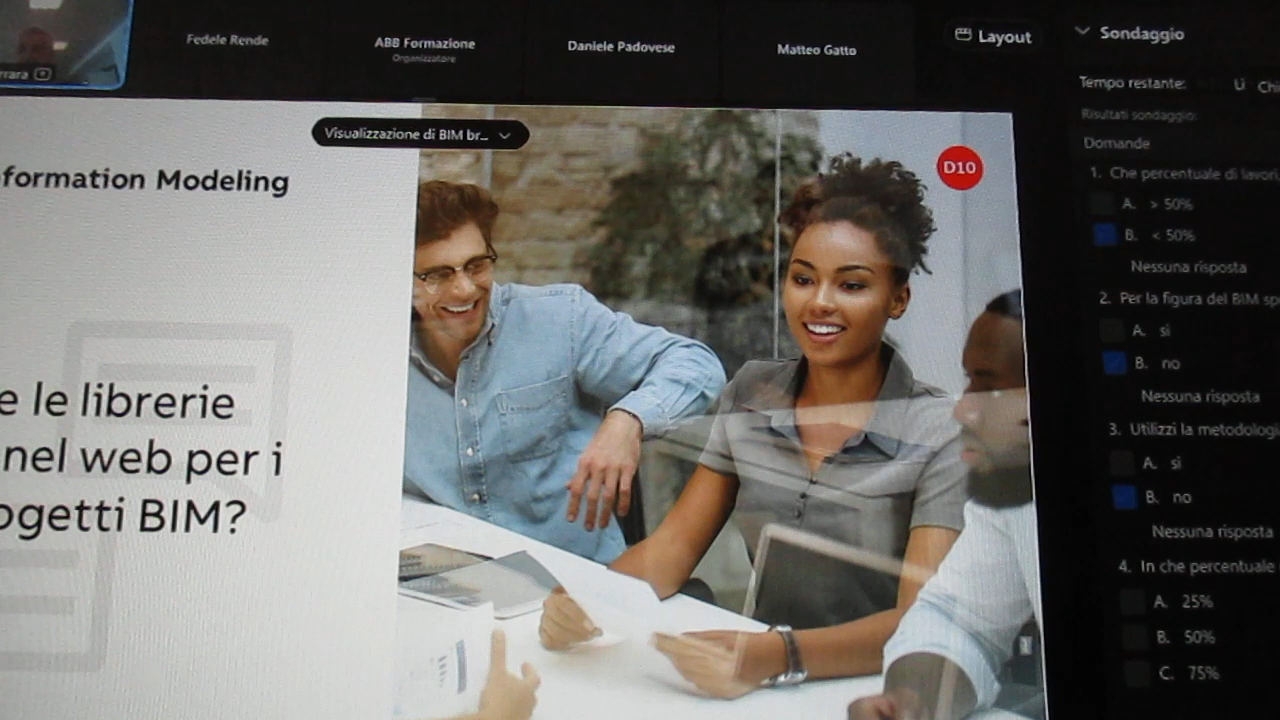 Fedele Rende
ABB Formazione
Organizzatore
Daniele Padovese
Matteo Gatto
Layout
Sondaggio
Tempo restante:
Risultati sondaggio:
Domande
1. Che percentuale di lavori,
A. > 50%
B. < 50%
Nessuna risposta
2. Per la figura del BIM sp
A. si
B. no
Nessuna risposta
3. Utilizzi la metodologi
A. si
B. no
Nessuna risposta
4. In che percentuale
A. 25%
B. 50%
C. 75%
Visualizzazione di BIM br...
formation Modeling
D10
e le librerie
nel web per i
ogetti BIM?